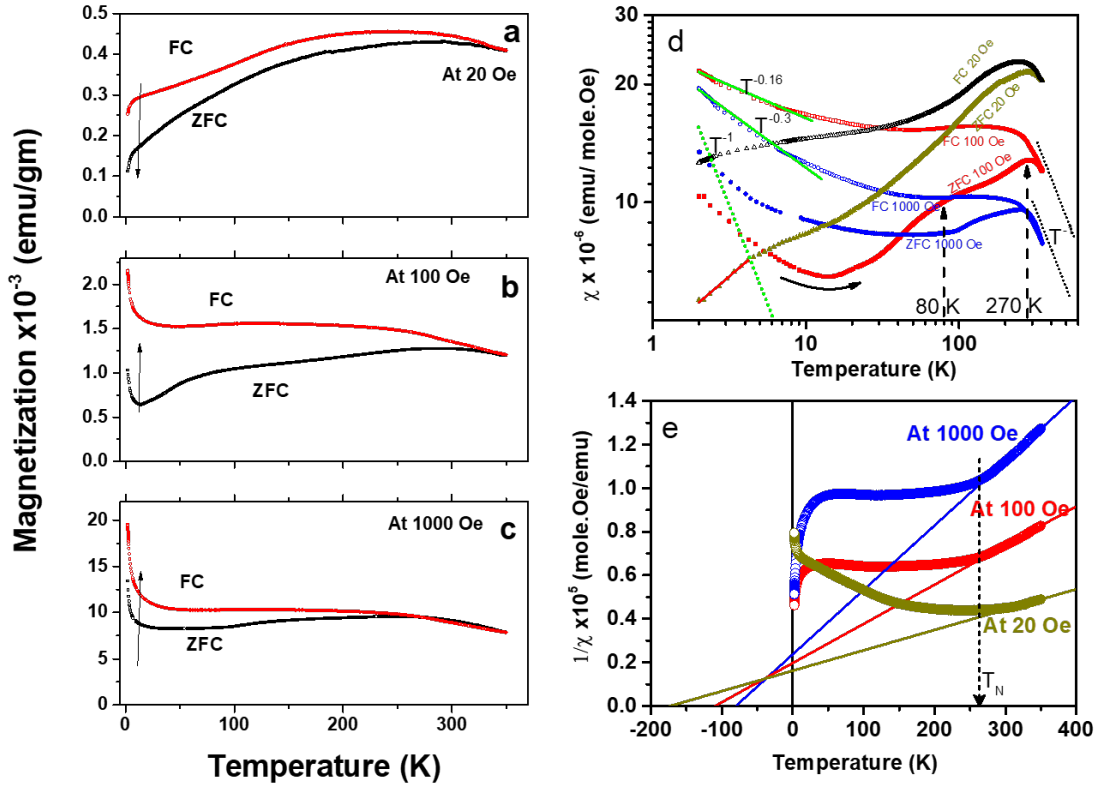 Magnetization x10⁻³ (emu/gm)
Temperature (K)
a
0.5
0.4
0.3
0.2
0.1
0.0
FC
ZFC
At 20 Oe
b
2.0
1.5
1.0
0.5
0.0
At 100 Oe
FC
ZFC
c
20
15
10
5
0
At 1000 Oe
FC
ZFC
0 100 200 300
d
χ x 10⁻⁶ (emu/ mole.Oe)
30
20
10
T⁻⁰·¹⁶
T⁻⁰·³
T⁻¹
FC 20 Oe
ZFC 20 Oe
FC 100 Oe
ZFC 100 Oe
FC 1000 Oe
ZFC 1000 Oe
T⁻
80 K
270 K
1 10 100
Temperature (K)
e
1/χ x10⁵ (mole.Oe/emu)
1.4
1.2
1.0
0.8
0.6
0.4
0.2
0.0
At 1000 Oe
At 100 Oe
At 20 Oe
T_N
-200 -100 0 100 200 300 400
Temperature (K)